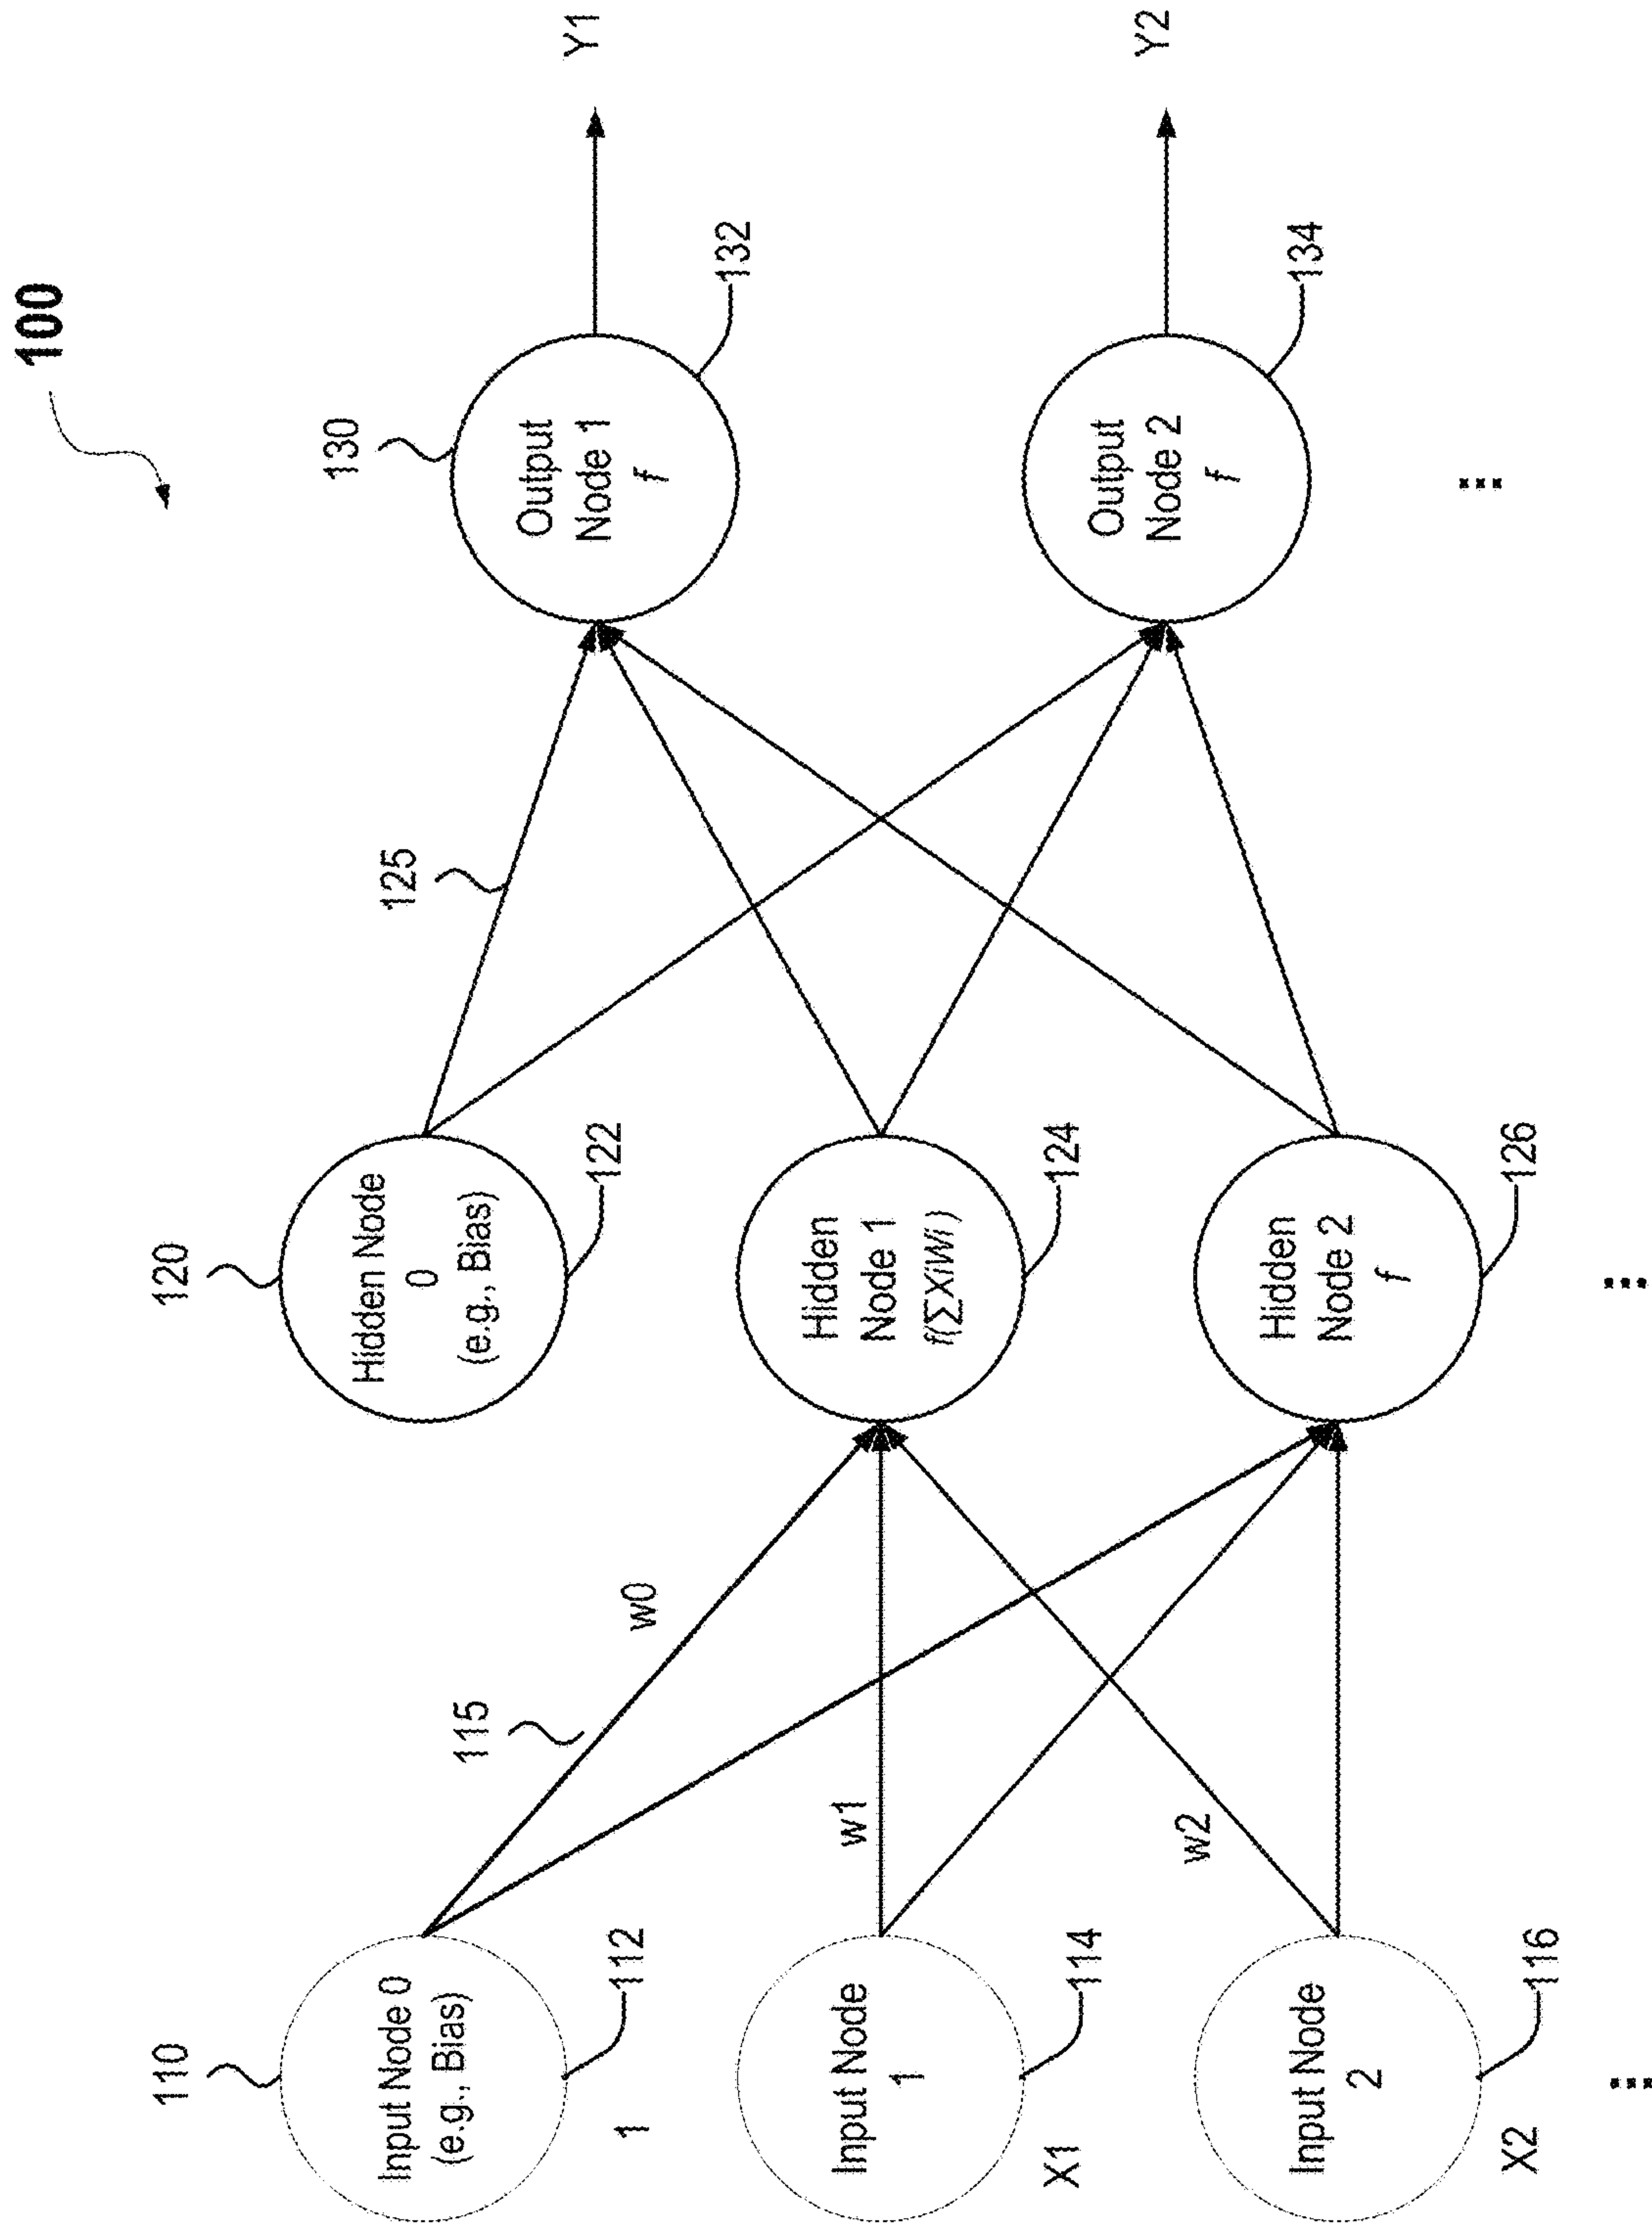 100
110
Input Node 0
(e.g., Bias)
112
1
Input Node
1
114
X1
Input Node
2
116
X2
...
115
w0
w1
w2
120
Hidden Node
0
(e.g., Bias)
122
Hidden
Node 1
f(∑XiWi)
124
Hidden
Node 2
f
126
...
125
130
Output
Node 1
f
132
Y1
Output
Node 2
f
134
Y2
...